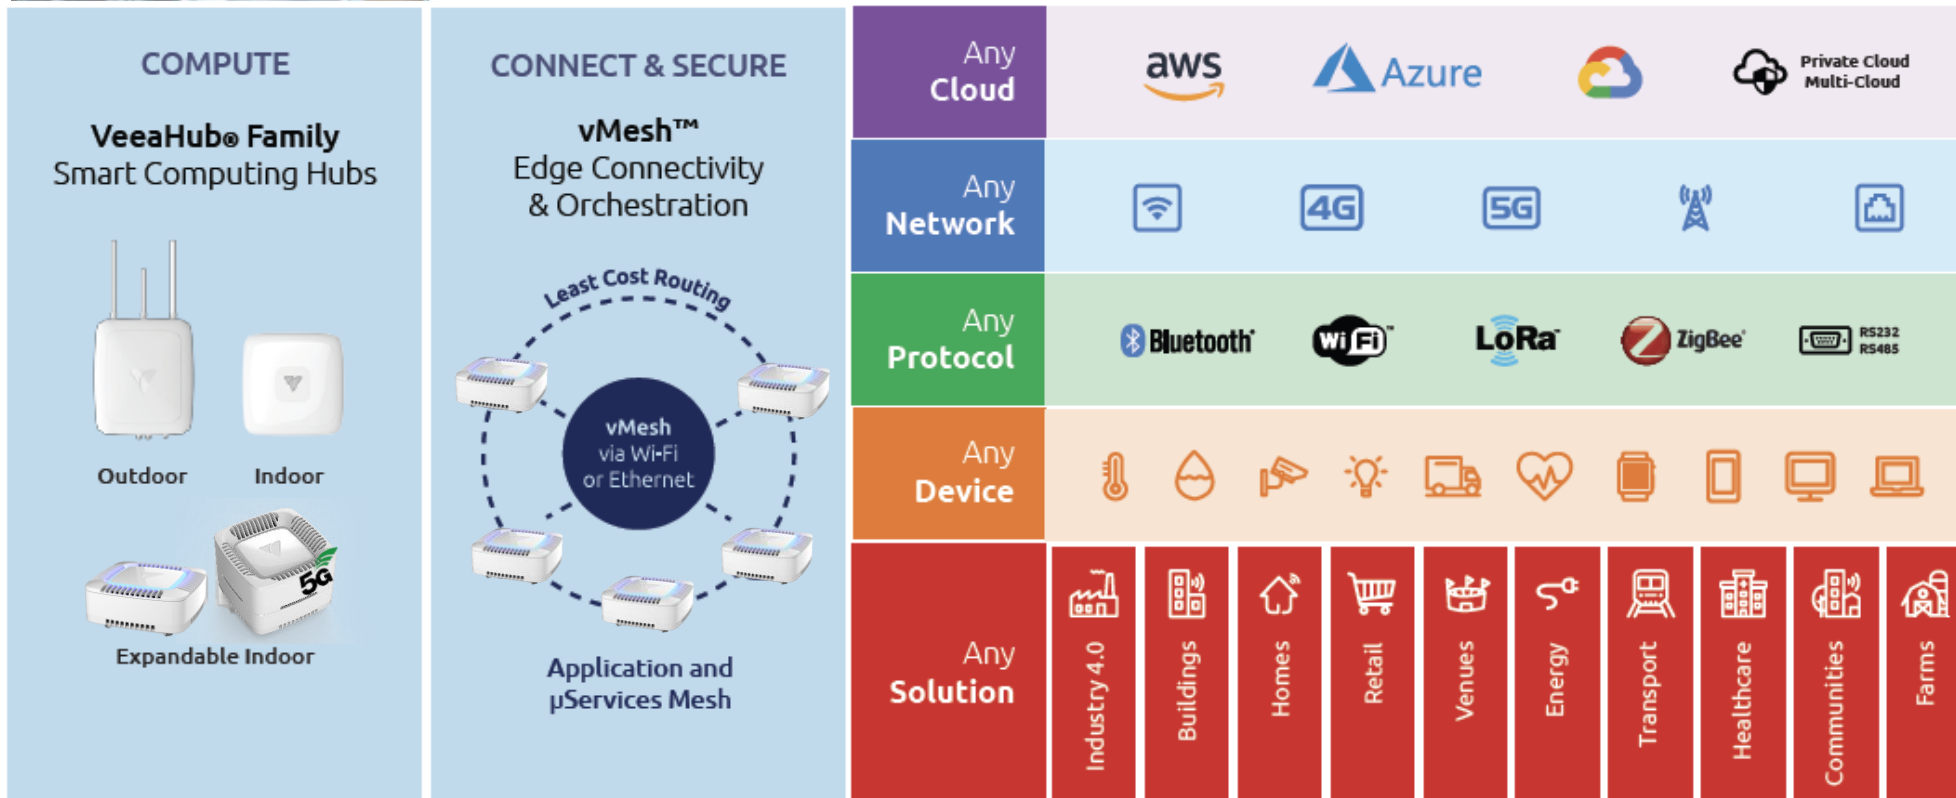 COMPUTE
VeeaHub® Family
Smart Computing Hubs
Outdoor
Indoor
5G
Expandable Indoor
CONNECT & SECURE
vMesh™
Edge Connectivity
& Orchestration
Least Cost Routing
vMesh
via Wi-Fi
or Ethernet
Application and
µServices Mesh
Any
Cloud
aws
Azure
Private Cloud
Multi-Cloud
Any
Network
4G
5G
Any
Protocol
Bluetooth®
Wi Fi™
LoRa™
ZigBee®
RS232
RS485
Any
Device
Any
Solution
Industry 4.0
Buildings
Homes
Retail
Venues
Energy
Transport
Healthcare
Communities
Farms